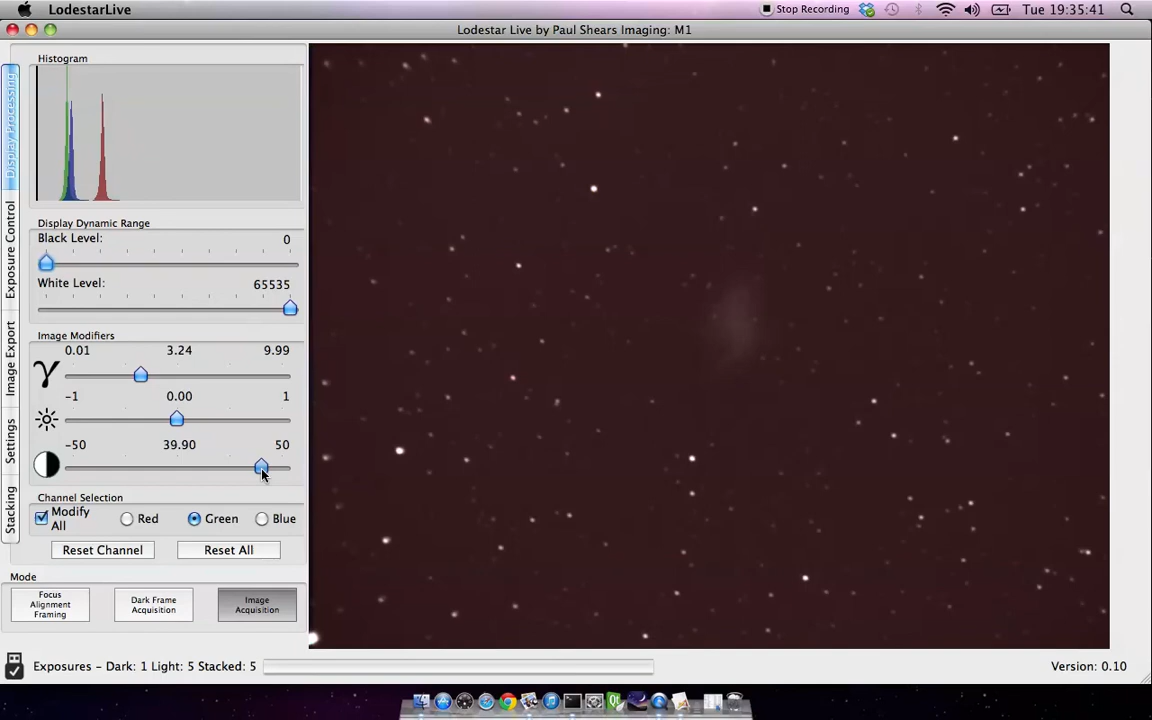 LodestarLive
Stop Recording
Tue 19:35:41
Lodestar Live by Paul Shears Imaging: M1
Display Processing
Exposure Control
Image Export
Settings
Stacking
Histogram
Display Dynamic Range
Black Level: 0
White Level: 65535
Image Modifiers
0.01 3.24 9.99
γ
-1 0.00 1
-50 39.90 50
Channel Selection
Modify
All
Red
Green
Blue
Reset Channel
Reset All
Mode
Focus
Alignment
Framing
Dark Frame
Acquisition
Image
Acquisition
Exposures - Dark: 1 Light: 5 Stacked: 5
Version: 0.10